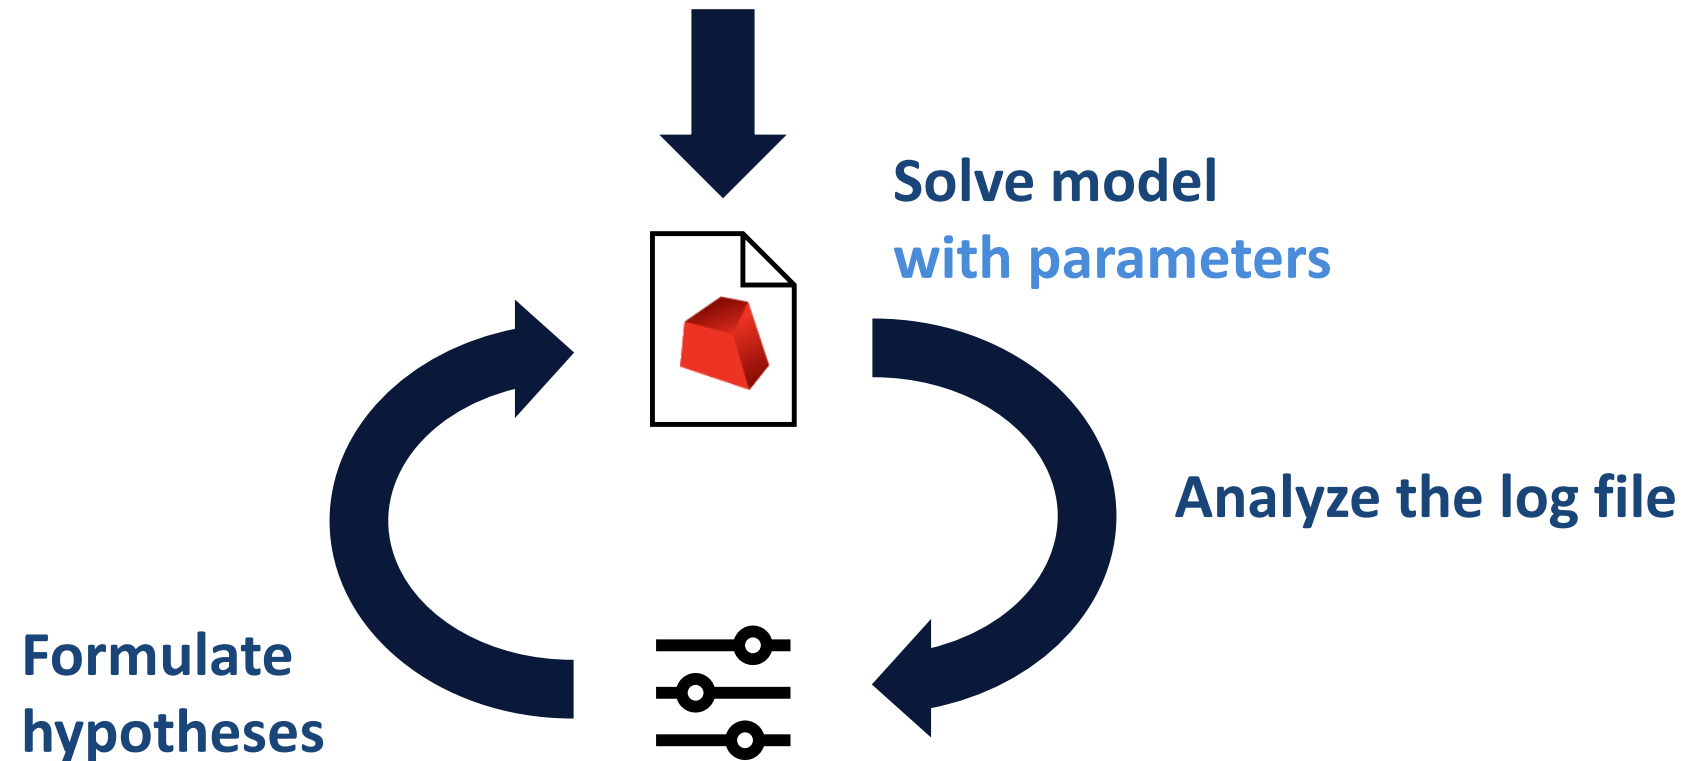 Solve model
with parameters
Analyze the log file
Formulate
hypotheses